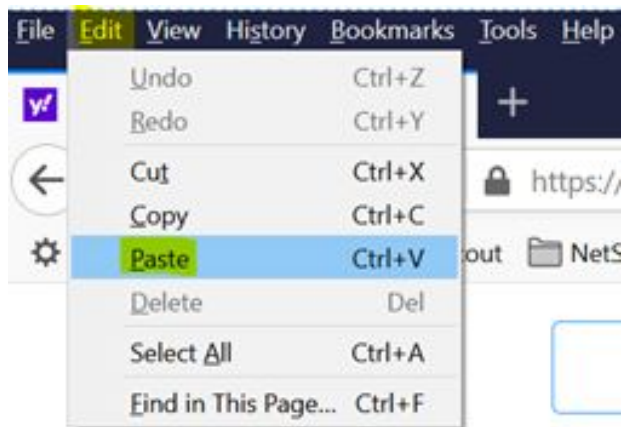 File Edit View History Bookmarks Tools Help
Undo Ctrl+Z
y!
Redo Ctrl+Y
Cut Ctrl+X
https://
Copy Ctrl+C
Paste Ctrl+V
out NetS
Delete Del
Select All Ctrl+A
Find in This Page... Ctrl+F